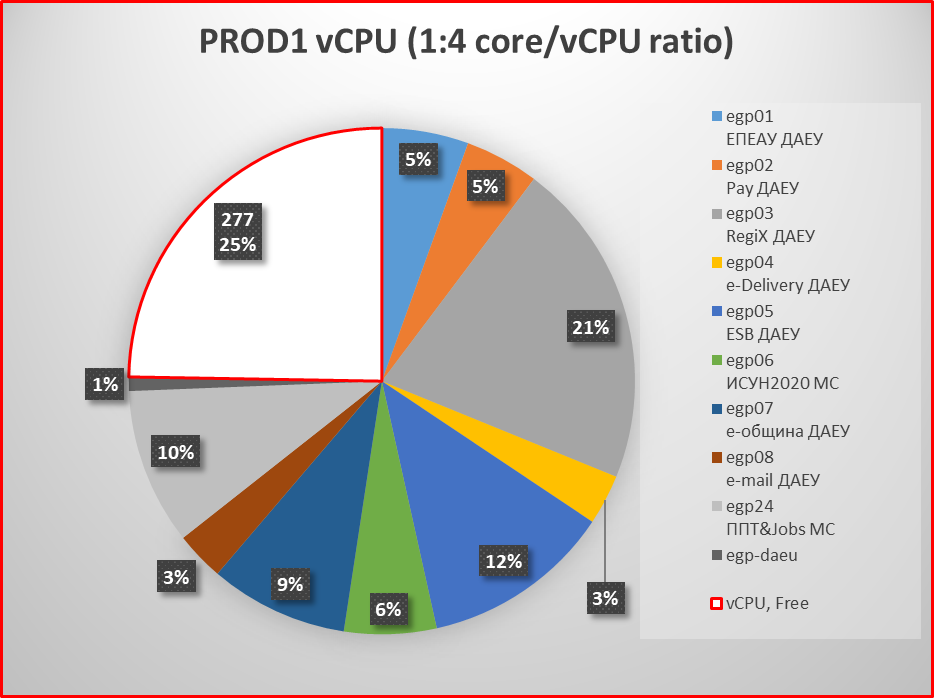 PROD1 vCPU (1:4 core/vCPU ratio)
5%
5%
21%
3%
12%
6%
9%
3%
10%
1%
277
25%
egp01
ЕПЕАУ ДАЕУ
egp02
Pay ДАЕУ
egp03
RegiX ДАЕУ
egp04
e-Delivery ДАЕУ
egp05
ESB ДАЕУ
egp06
ИСУН2020 МС
egp07
е-община ДАЕУ
egp08
e-mail ДАЕУ
egp24
ППТ&Jobs МС
egp-daeu
vCPU, Free